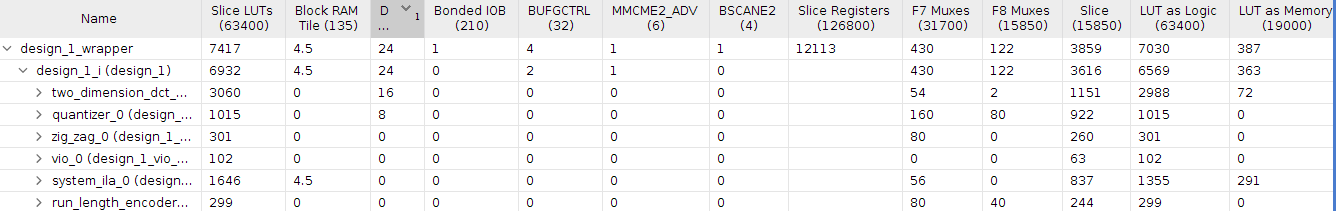 Name Slice LUTs (63400) Block RAM Tile (135) D ... 1 Bonded IOB (210) BUFGCTRL (32) MMCME2_ADV (6) BSCANE2 (4) Slice Registers (126800) F7 Muxes (31700) F8 Muxes (15850) Slice (15850) LUT as Logic (63400) LUT as Memory (19000)
design_1_wrapper 7417 4.5 24 1 4 1 1 12113 430 122 3859 7030 387
design_1_i (design_1) 6932 4.5 24 0 2 1 0 430 122 3616 6569 363
two_dimension_dct_... 3060 0 16 0 0 0 0 54 2 1151 2988 72
quantizer_0 (design_... 1015 0 8 0 0 0 0 160 80 922 1015 0
zig_zag_0 (design_1_... 301 0 0 0 0 0 0 80 0 260 301 0
vio_0 (design_1_vio_... 102 0 0 0 0 0 0 0 0 63 102 0
system_ila_0 (design... 1646 4.5 0 0 0 0 0 56 0 837 1355 291
run_length_encoder... 299 0 0 0 0 0 0 80 40 244 299 0